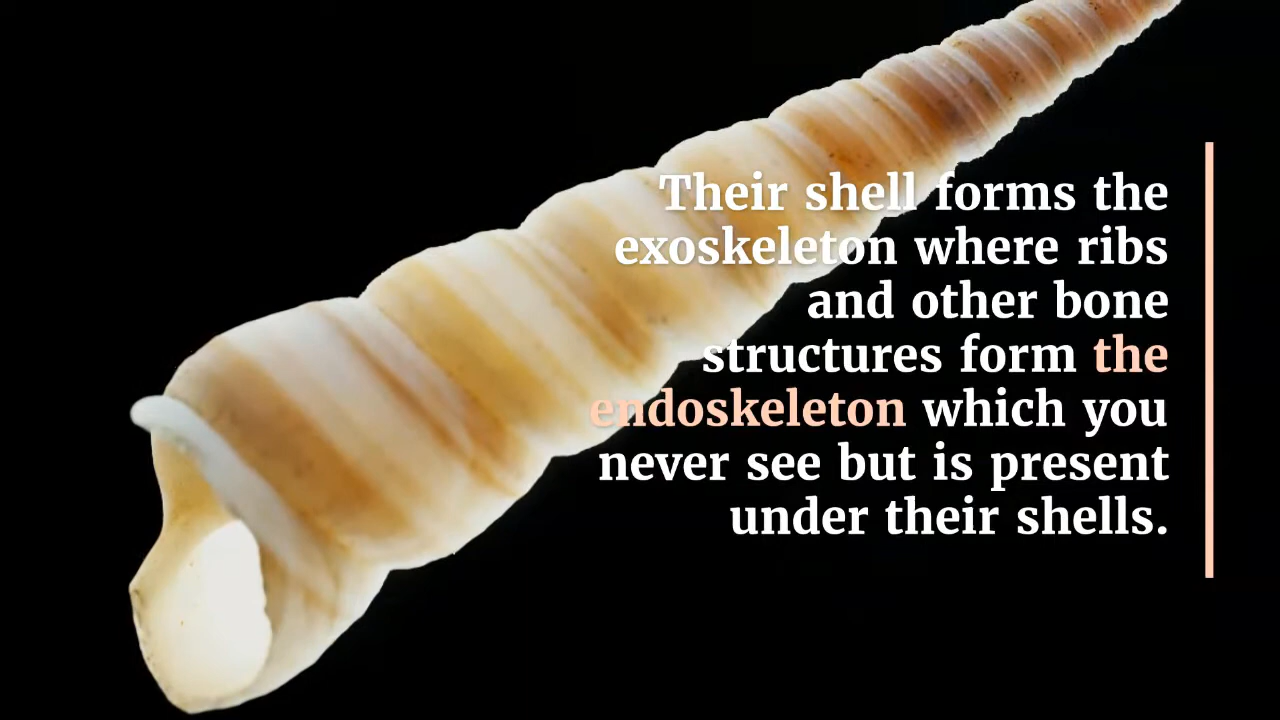 Their shell forms the
exoskeleton where ribs
and other bone
structures form the
endoskeleton which you
never see but is present
under their shells.